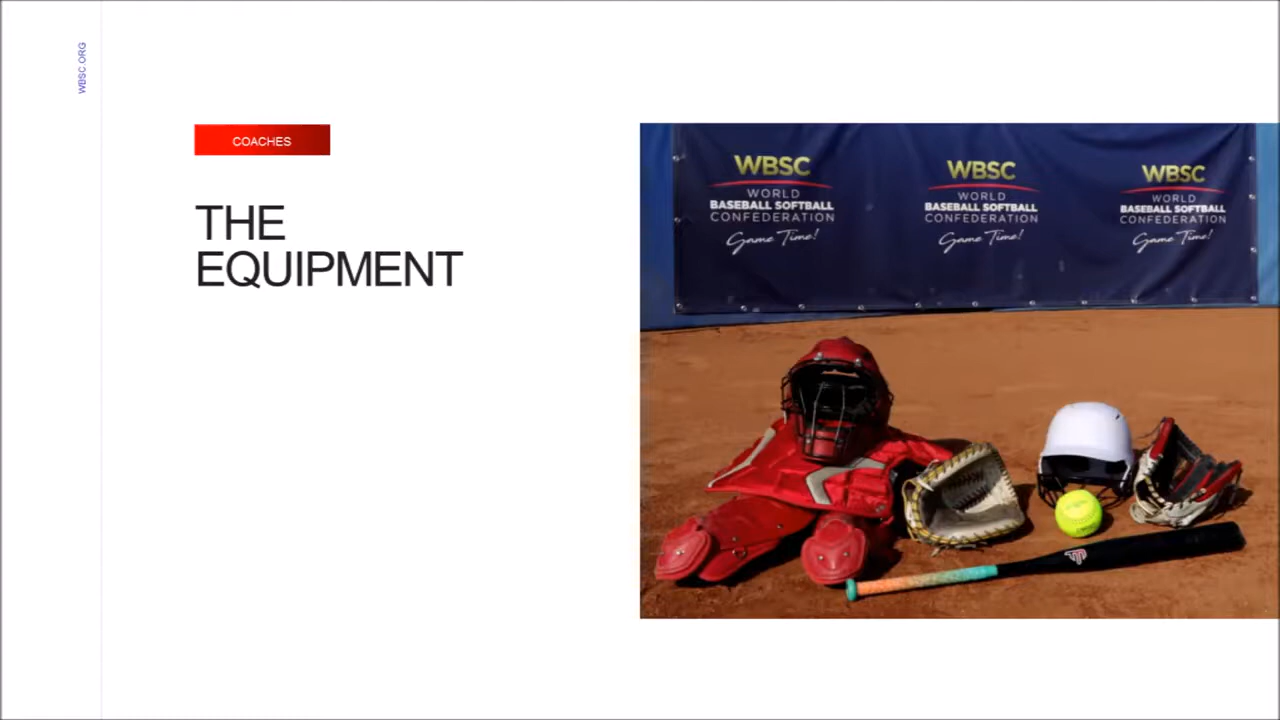 WBSC.ORG
COACHES
THE
EQUIPMENT
WBSC
WORLD
BASEBALL SOFTBALL
CONFEDERATION
Game Time!
WBSC
WORLD
BASEBALL SOFTBALL
CONFEDERATION
Game Time!
WBSC
WORLD
BASEBALL SOFTBALL
CONFEDERATION
Game Time!